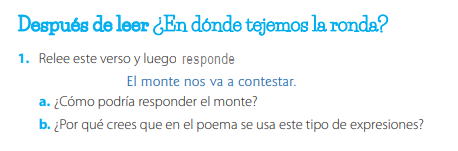 Después de leer ¿En dónde tejemos la ronda?
1. Relee este verso y luego responde
El monte nos va a contestar.
a. ¿Cómo podría responder el monte?
b. ¿Por qué crees que en el poema se usa este tipo de expresiones?